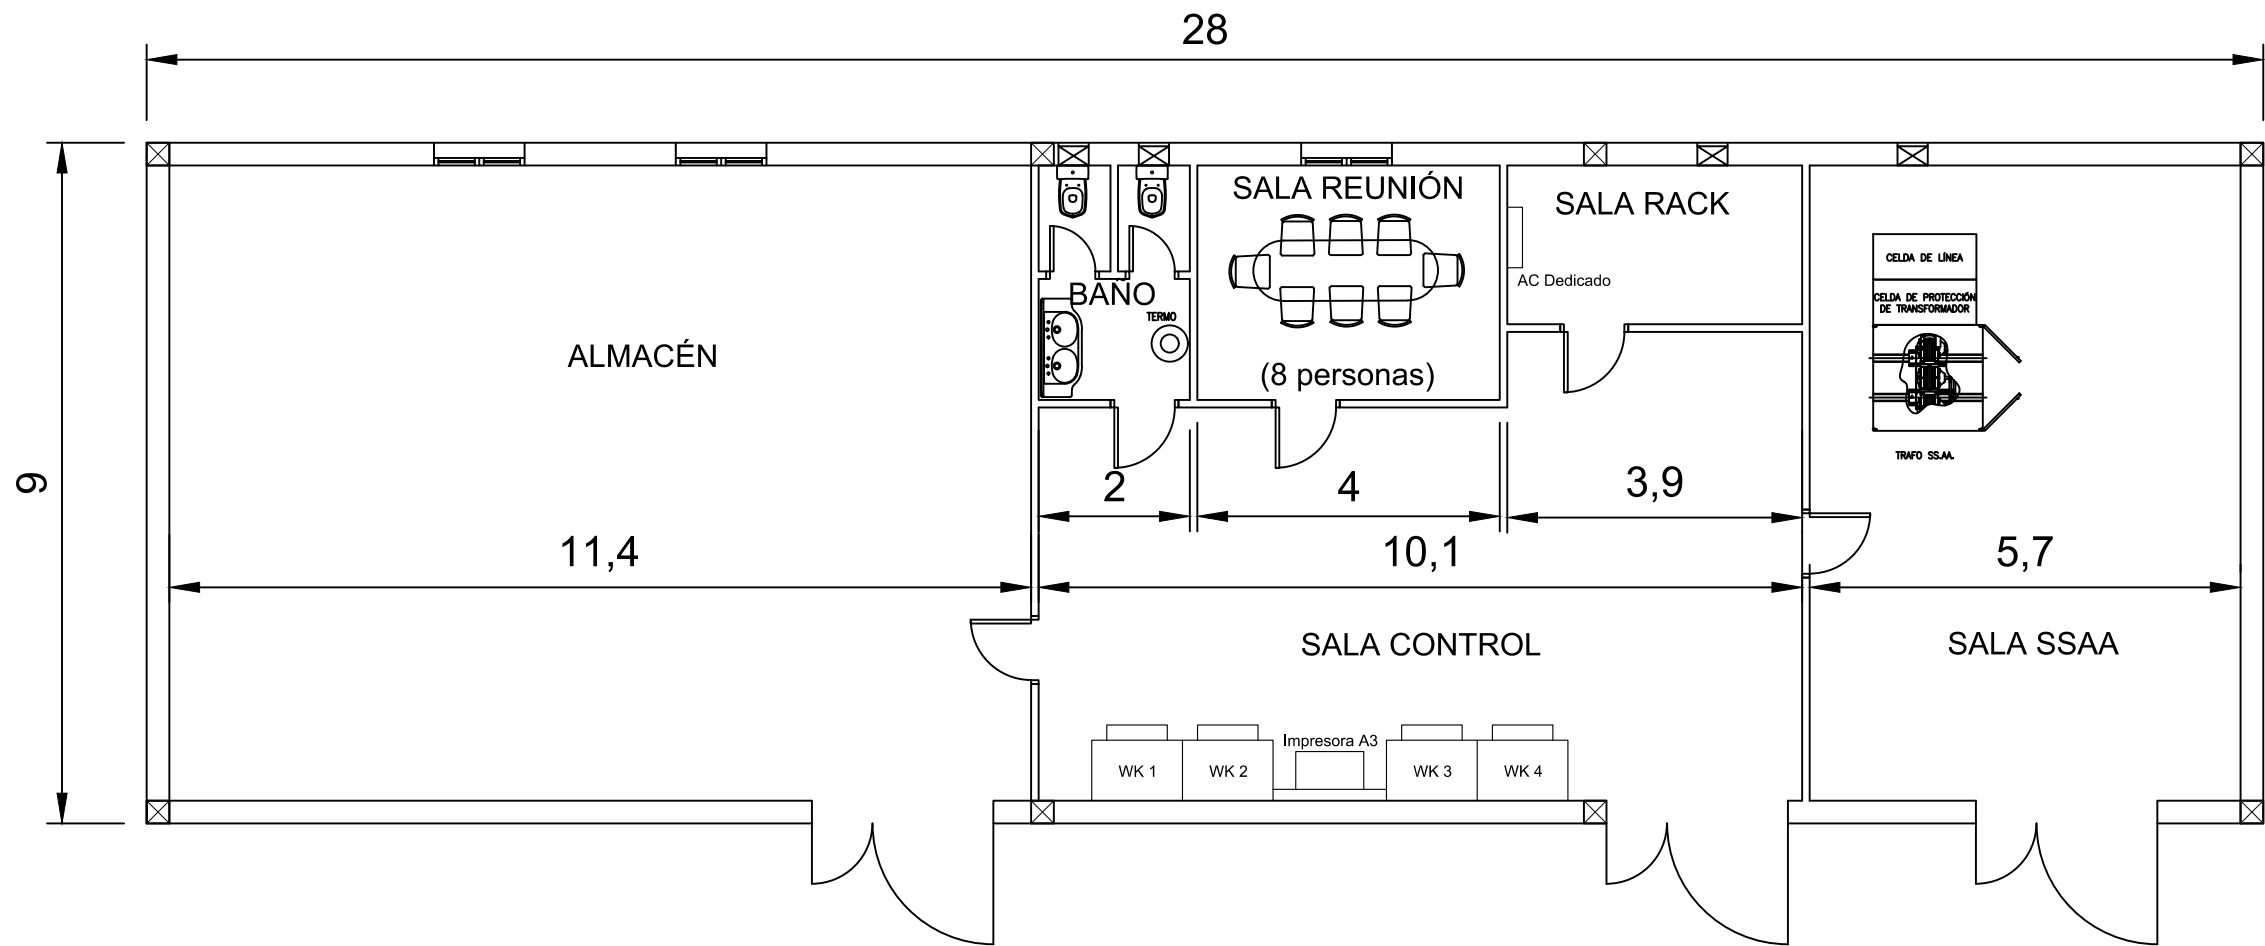 28
9
SALA REUNIÓN
SALA RACK
CELDA DE LÍNEA
AC Dedicado
BAÑO
CELDA DE PROTECCIÓN
DE TRANSFORMADOR
TERMO
ALMACÉN
(8 personas)
TRAFO SS.AA.
2
4
3,9
11,4
10,1
5,7
SALA CONTROL
SALA SSAA
Impresora A3
WK 1
WK 2
WK 3
WK 4